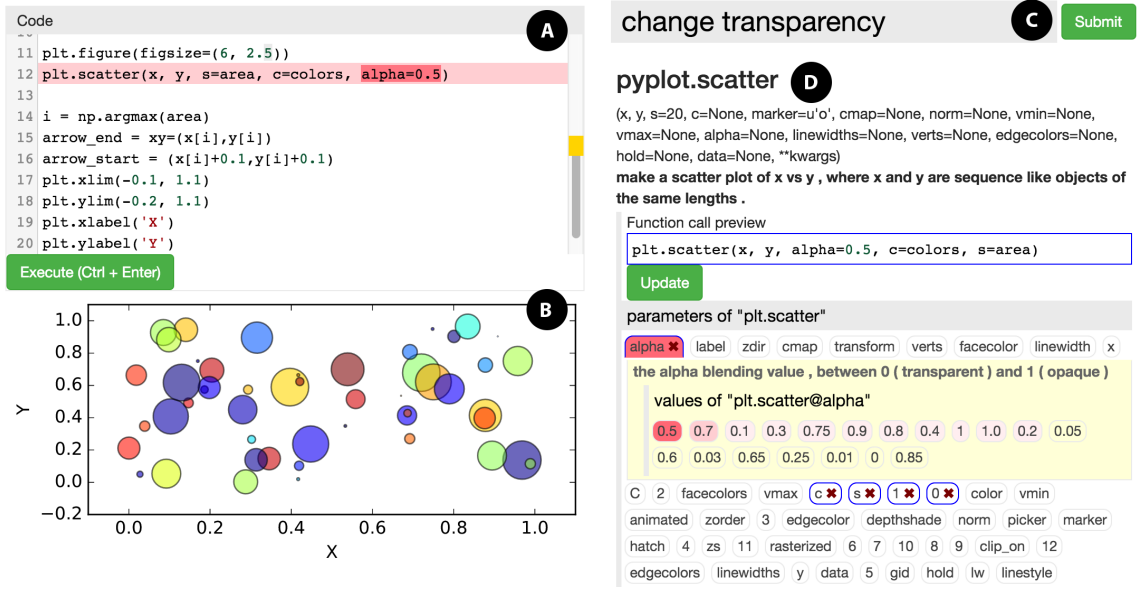 Code
A
11 plt.figure(figsize=(6, 2.5))
12 plt.scatter(x, y, s=area, c=colors, alpha=0.5)
13
14 i = np.argmax(area)
15 arrow_end = xy=(x[i],y[i])
16 arrow_start = (x[i]+0.1,y[i]+0.1)
17 plt.xlim(-0.1, 1.1)
18 plt.ylim(-0.2, 1.1)
19 plt.xlabel('X')
20 plt.ylabel('Y')
Execute (Ctrl + Enter)
B
1.0
0.8
0.6
0.4
0.2
0.0
−0.2
Y
0.0 0.2 0.4 0.6 0.8 1.0
X
change transparency
C
Submit
pyplot.scatter
D
(x, y, s=20, c=None, marker=u'o', cmap=None, norm=None, vmin=None,
vmax=None, alpha=None, linewidths=None, verts=None, edgecolors=None,
hold=None, data=None, **kwargs)
make a scatter plot of x vs y , where x and y are sequence like objects of
the same lengths .
Function call preview
plt.scatter(x, y, alpha=0.5, c=colors, s=area)
Update
parameters of "plt.scatter"
alpha ✖ label zdir cmap transform verts facecolor linewidth x
the alpha blending value , between 0 ( transparent ) and 1 ( opaque )
values of "plt.scatter@alpha"
0.5 0.7 0.1 0.3 0.75 0.9 0.8 0.4 1 1.0 0.2 0.05
0.6 0.03 0.65 0.25 0.01 0 0.85
C 2 facecolors vmax c ✖ s ✖ 1 ✖ 0 ✖ color vmin
animated zorder 3 edgecolor depthshade norm picker marker
hatch 4 zs 11 rasterized 6 7 10 8 9 clip_on 12
edgecolors linewidths y data 5 gid hold lw linestyle